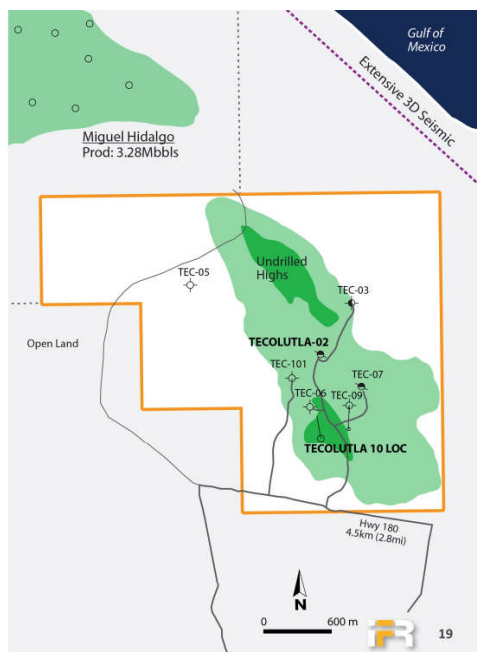 Gulf of
Mexico
Extensive 3D Seismic
Miguel Hidalgo
Prod: 3.28Mbbls
Undrilled
Highs
TEC-05
TEC-03
Open Land
TECOLUTLA-02
TEC-101
TEC-07
TEC-06
TEC-09
TECOLUTLA 10 LOC
Hwy 180
4.5km (2.8mi)
N
0 600 m
IFR 19